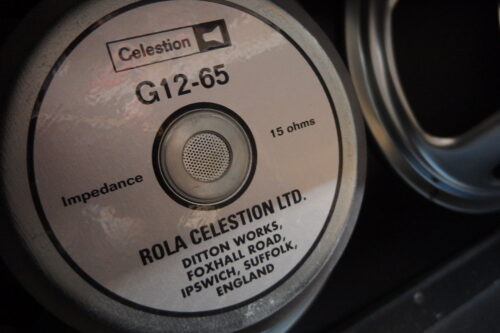 Celestion
G12-65
Impedance
15 ohms
ROLA CELESTION LTD.
DITTON WORKS,
FOXHALL ROAD,
IPSWICH, SUFFOLK,
ENGLAND